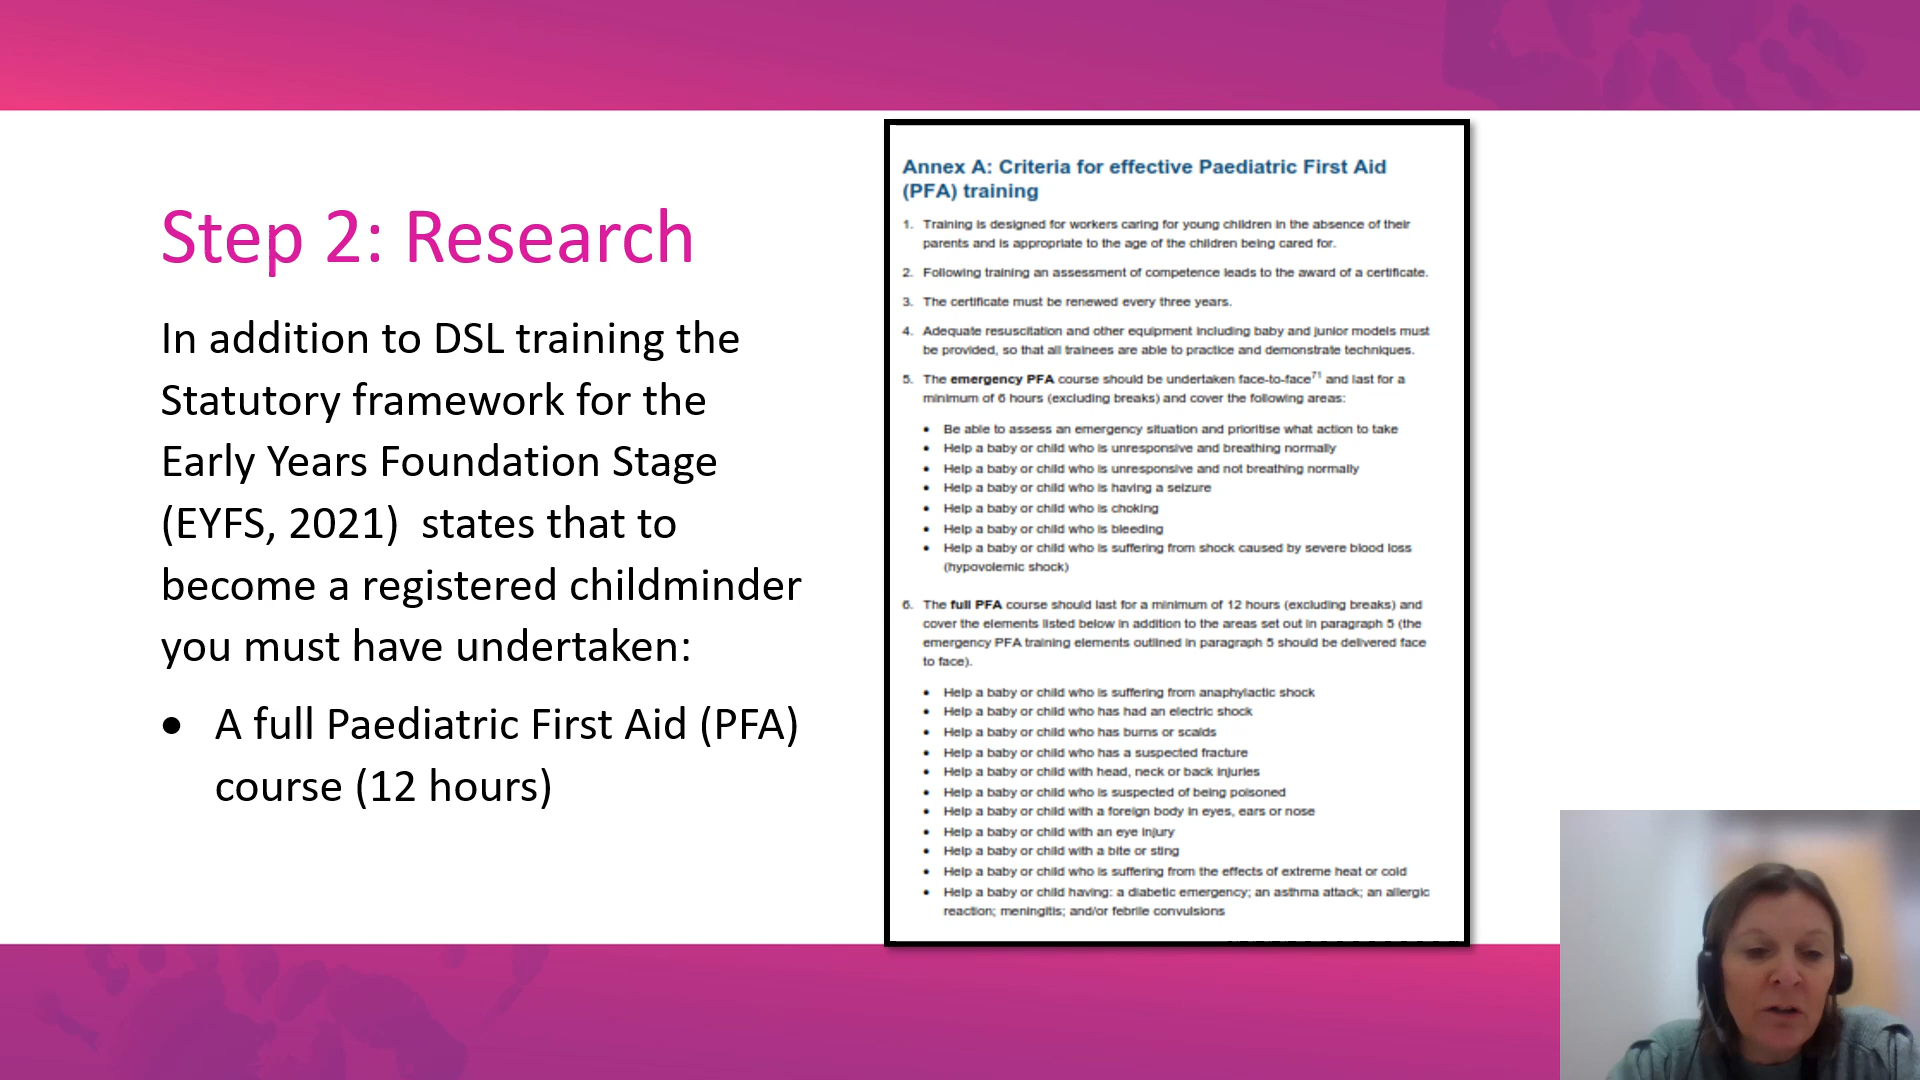 Step 2: Research
In addition to DSL training the
Statutory framework for the
Early Years Foundation Stage
(EYFS, 2021)  states that to
become a registered childminder
you must have undertaken:
● A full Paediatric First Aid (PFA)
course (12 hours)
Annex A: Criteria for effective Paediatric First Aid
(PFA) training
1. Training is designed for workers caring for young children in the absence of their
parents and is appropriate to the age of the children being cared for.
2. Following training an assessment of competence leads to the award of a certificate.
3. The certificate must be renewed every three years.
4. Adequate resuscitation and other equipment including baby and junior models must
be provided, so that all trainees are able to practice and demonstrate techniques.
5. The emergency PFA course should be undertaken face-to-face71 and last for a
minimum of 6 hours (excluding breaks) and cover the following areas:
• Be able to assess an emergency situation and prioritise what action to take
• Help a baby or child who is unresponsive and breathing normally
• Help a baby or child who is unresponsive and not breathing normally
• Help a baby or child who is having a seizure
• Help a baby or child who is choking
• Help a baby or child who is bleeding
• Help a baby or child who is suffering from shock caused by severe blood loss
(hypovolemic shock)
6. The full PFA course should last for a minimum of 12 hours (excluding breaks) and
cover the elements listed below in addition to the areas set out in paragraph 5 (the
emergency PFA training elements outlined in paragraph 5 should be delivered face
to face).
• Help a baby or child who is suffering from anaphylactic shock
• Help a baby or child who has had an electric shock
• Help a baby or child who has burns or scalds
• Help a baby or child who has a suspected fracture
• Help a baby or child with head, neck or back injuries
• Help a baby or child who is suspected of being poisoned
• Help a baby or child with a foreign body in eyes, ears or nose
• Help a baby or child with an eye injury
• Help a baby or child with a bite or sting
• Help a baby or child who is suffering from the effects of extreme heat or cold
• Help a baby or child having: a diabetic emergency; an asthma attack; an allergic
reaction; meningitis; and/or febrile convulsions